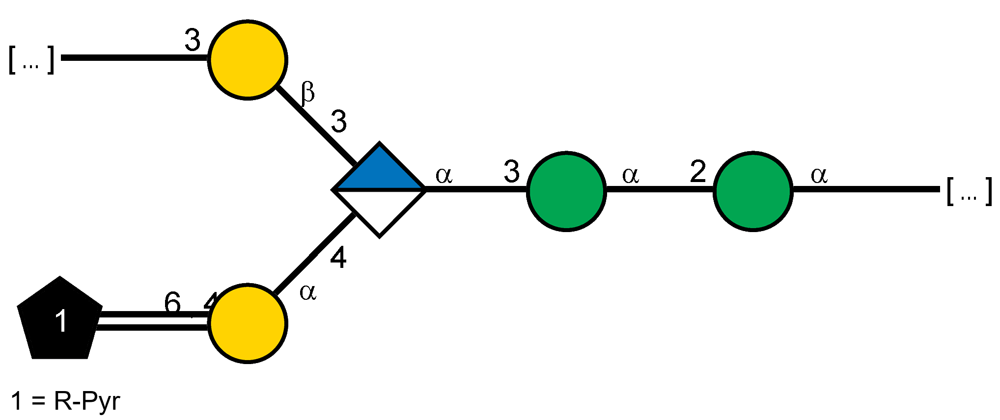 [ ... ] 3
β
3
α 3 α 2 α [ ... ]
4
α
6 4
1
1 = R-Pyr